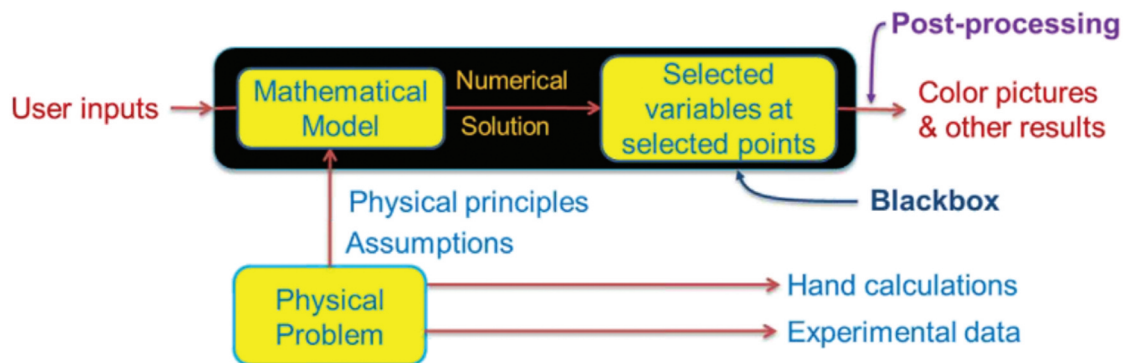 Post-processing
User inputs
Mathematical
Model
Numerical
Solution
Selected
variables at
selected points
Color pictures
& other results
Blackbox
Physical principles
Assumptions
Physical
Problem
Hand calculations
Experimental data